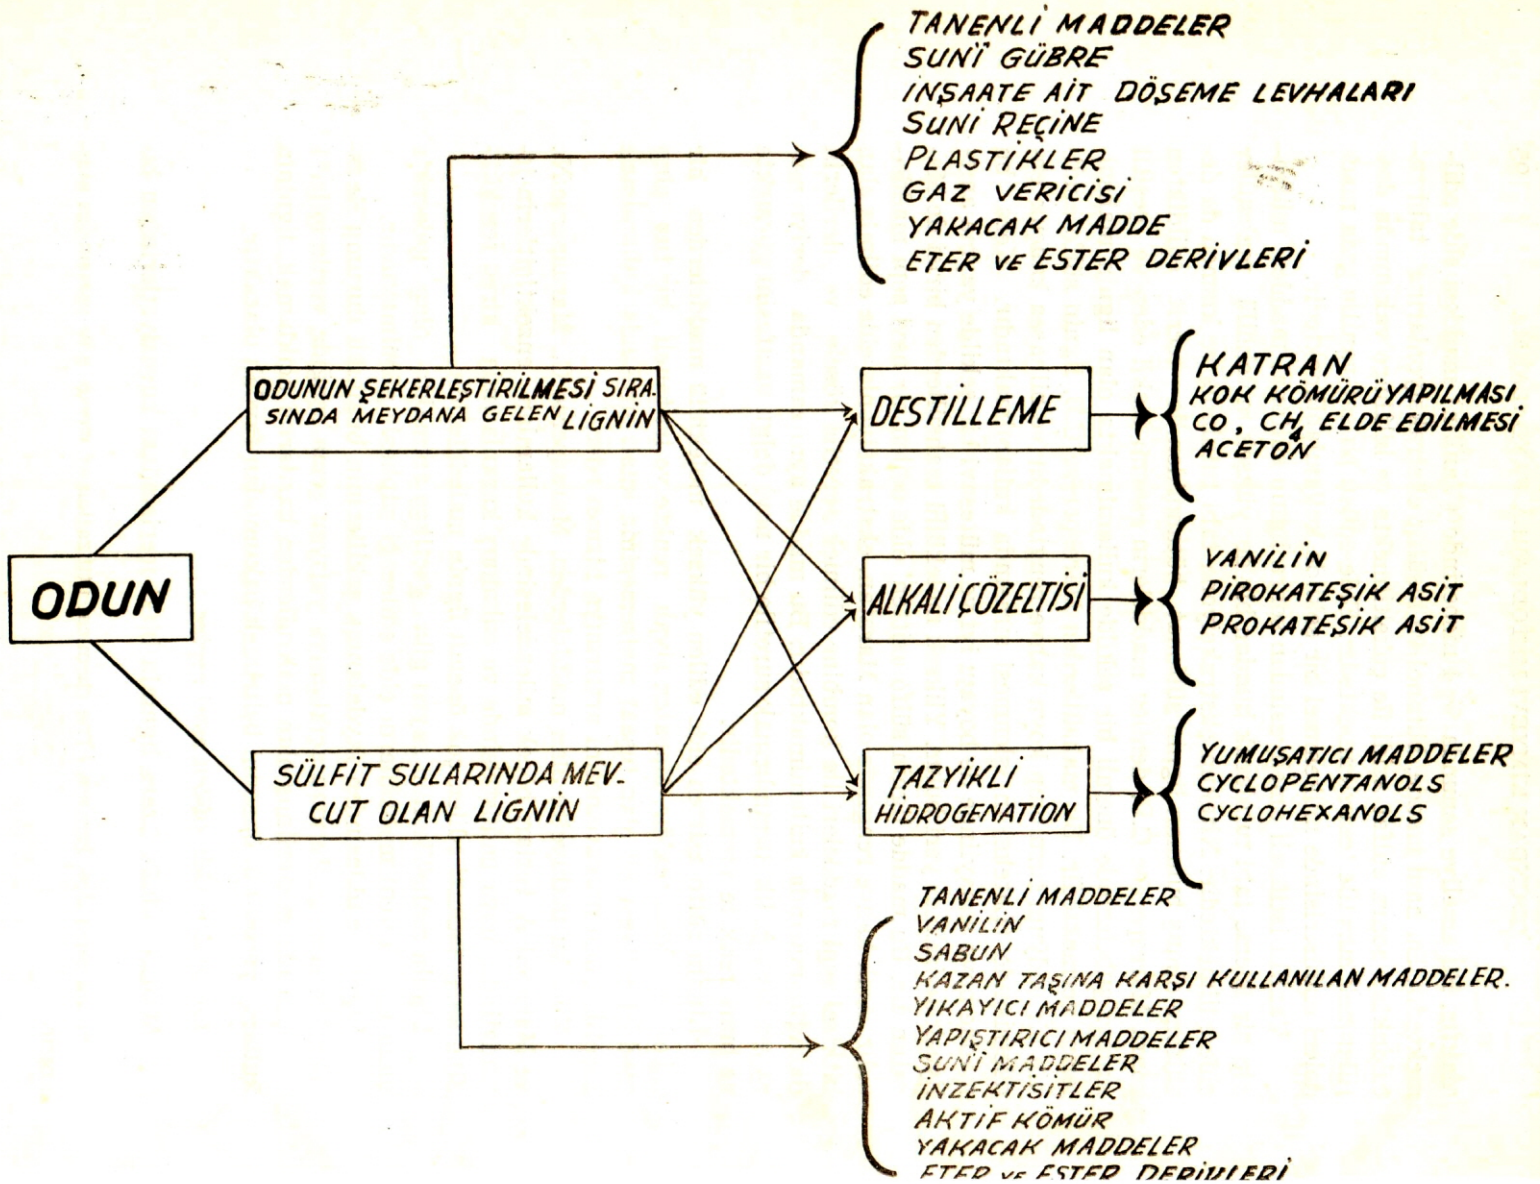 TANENLİ MADDELER
SUNİ GÜBRE
İNŞAATE AİT DÖŞEME LEVHALARI
SUNİ REÇİNE
PLASTİKLER
GAZ VERİCİSİ
YAKACAK MADDE
ETER ve ESTER DERİVLERİ
ODUNUN ŞEKERLEŞTİRİLMESİ SIRA-
SINDA MEYDANA GELEN LİGNİN
DESTİLLEME
KATRAN
KOK KÖMÜRÜ YAPILMASI
CO, CH4 ELDE EDİLMESİ
ACETON
ODUN
ALKALİ ÇÖZELTİSİ
VANİLİN
PİROKATEŞİK ASİT
PROKATEŞİK ASİT
SÜLFİT SULARINDA MEV-
CUT OLAN LİGNİN
TAZYİKLİ
HİDROGENATION
YUMUŞATICI MADDELER
CYCLOPENTANOLS
CYCLOHEXANOLS
TANENLİ MADDELER
VANİLİN
SABUN
KAZAN TAŞINA KARŞI KULLANILAN MADDELER.
YIKAYICI MADDELER
YAPIŞTIRICI MADDELER
SUNİ MADDELER
İNZEKTİSİTLER
AKTİF KÖMÜR
YAKACAK MADDELER
ETER ve ESTER DERİVLERİ